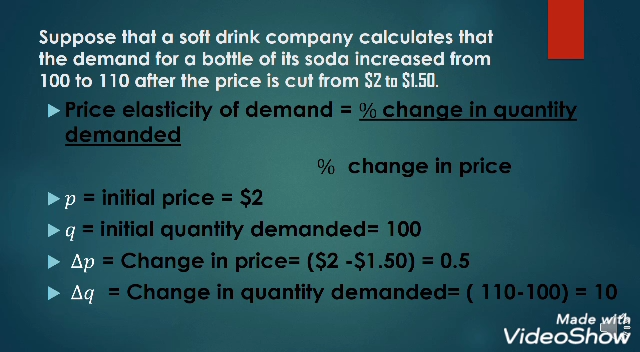 Suppose that a soft drink company calculates that
the demand for a bottle of its soda increased from
100 to 110 after the price is cut from $2 to $1.50.
Price elasticity of demand = % change in quantity
demanded
% change in price
p = initial price = $2
q = initial quantity demanded= 100
Δp = Change in price= ($2 -$1.50) = 0.5
Δq = Change in quantity demanded= ( 110-100) = 10
Made with
VideoShow